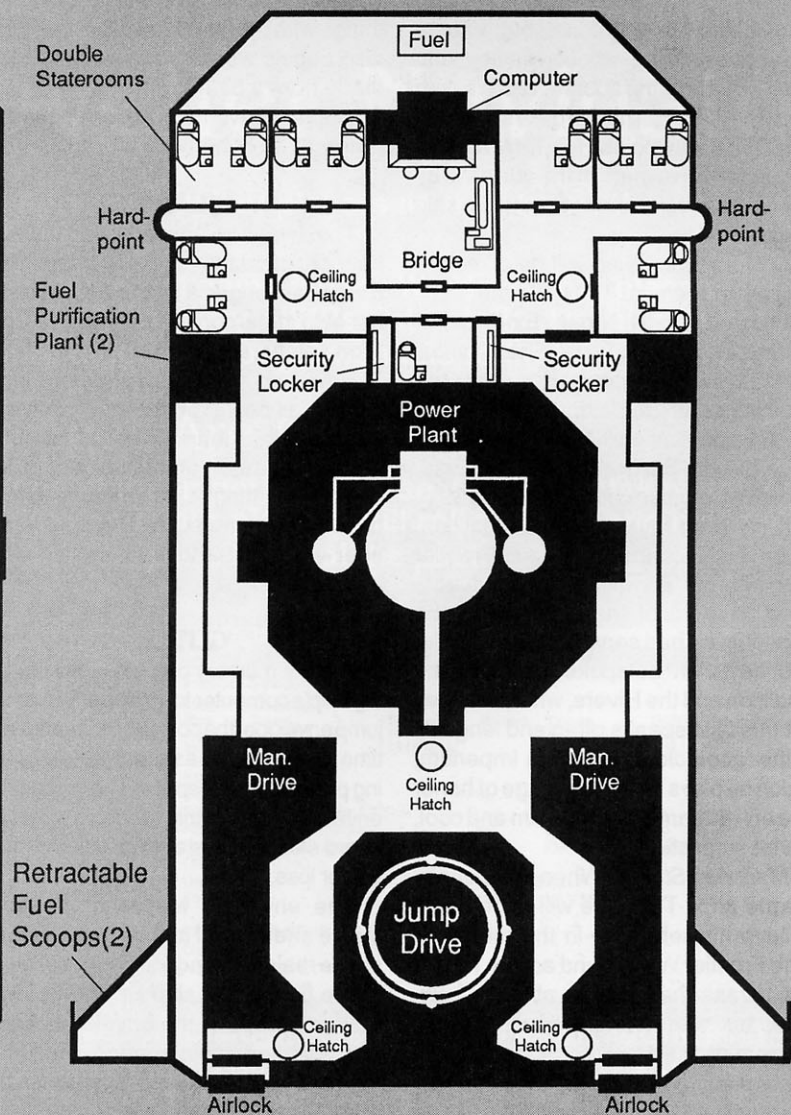 Fuel
Double
Staterooms
Computer
Hard-
point
Hard-
point
Bridge
Ceiling
Hatch
Ceiling
Hatch
Fuel
Purification
Plant (2)
Security
Locker
Security
Locker
Power
Plant
Man.
Drive
Man.
Drive
Ceiling
Hatch
Retractable
Fuel
Scoops(2)
Jump
Drive
Ceiling
Hatch
Ceiling
Hatch
Airlock
Airlock